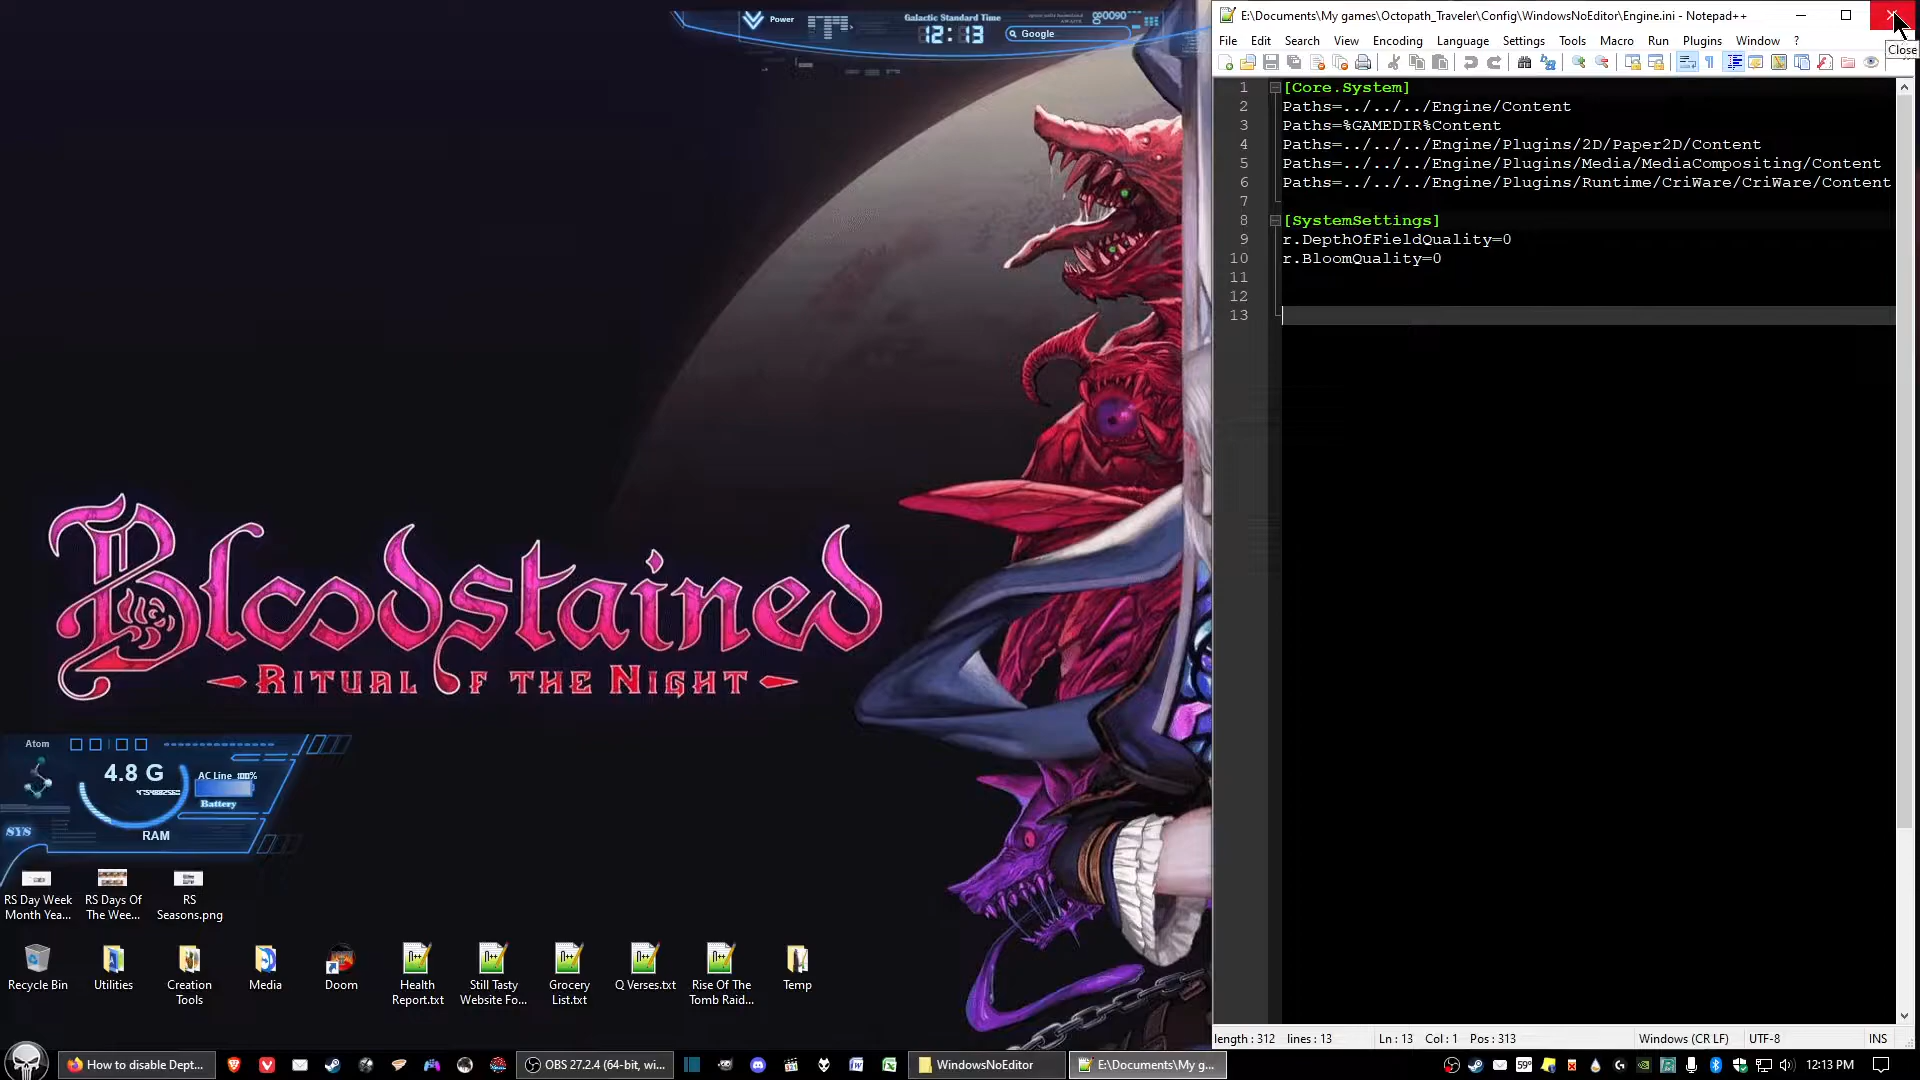 Power
Galactic Standard Time
12:13
Google
E:\Documents\My games\Octopath_Traveler\Config\WindowsNoEditor\Engine.ini - Notepad++
Close
File Edit Search View Encoding Language Settings Tools Macro Run Plugins Window ?
1 [Core.System]
2 Paths=../../../Engine/Content
3 Paths=%GAMEDIR%Content
4 Paths=../../../Engine/Plugins/2D/Paper2D/Content
5 Paths=../../../Engine/Plugins/Media/MediaCompositing/Content
6 Paths=../../../Engine/Plugins/Runtime/CriWare/CriWare/Content
7
8 [SystemSettings]
9 r.DepthOfFieldQuality=0
10 r.BloomQuality=0
11
12
13
Bloodstained
RITUAL OF THE NIGHT
Atom
4.8 G
AC Line 100%
Battery
SYS
RAM
RS Day Week
Month Yea...
RS Days Of
The Wee...
RS
Seasons.png
Recycle Bin
Utilities
Creation
Tools
Media
Doom
Health
Report.txt
Still Tasty
Website Fo...
Grocery
List.txt
Q Verses.txt
Rise Of The
Tomb Raid...
Temp
length : 312 lines : 13 Ln : 13 Col : 1 Pos : 313 Windows (CR LF) UTF-8 INS
How to disable Dept...
OBS 27.2.4 (64-bit, wi...
WindowsNoEditor
E:\Documents\My g...
59°
12:13 PM